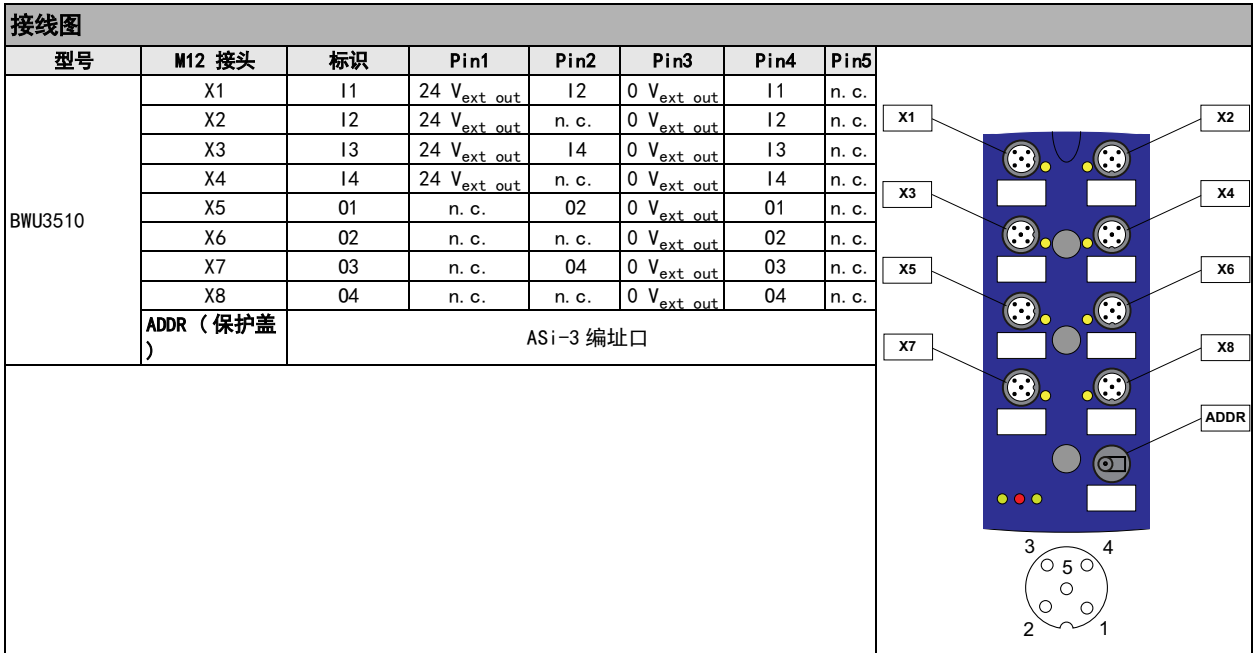 接线图
型号 M12 接头 标识 Pin1 Pin2 Pin3 Pin4 Pin5
BWU3510
X1 I1 24 Vext out I2 0 Vext out I1 n.c.
X2 I2 24 Vext out n.c. 0 Vext out I2 n.c.
X3 I3 24 Vext out I4 0 Vext out I3 n.c.
X4 I4 24 Vext out n.c. 0 Vext out I4 n.c.
X5 O1 n.c. O2 0 Vext out O1 n.c.
X6 O2 n.c. n.c. 0 Vext out O2 n.c.
X7 O3 n.c. O4 0 Vext out O3 n.c.
X8 O4 n.c. n.c. 0 Vext out O4 n.c.
ADDR （保护盖
）
ASi-3 编址口
X1 X2
X3 X4
X5 X6
X7 X8
ADDR
3 4
5
2 1